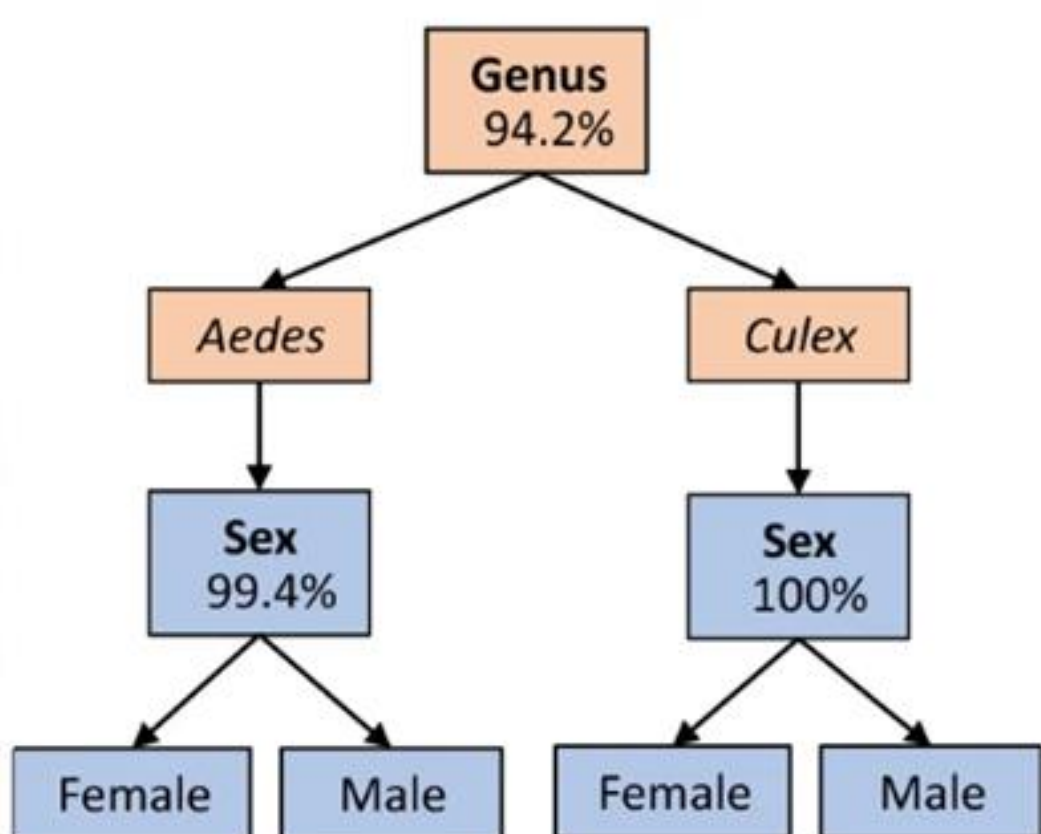 Genus
94.2%
Aedes
Culex
Sex
99.4%
Sex
100%
Female
Male
Female
Male